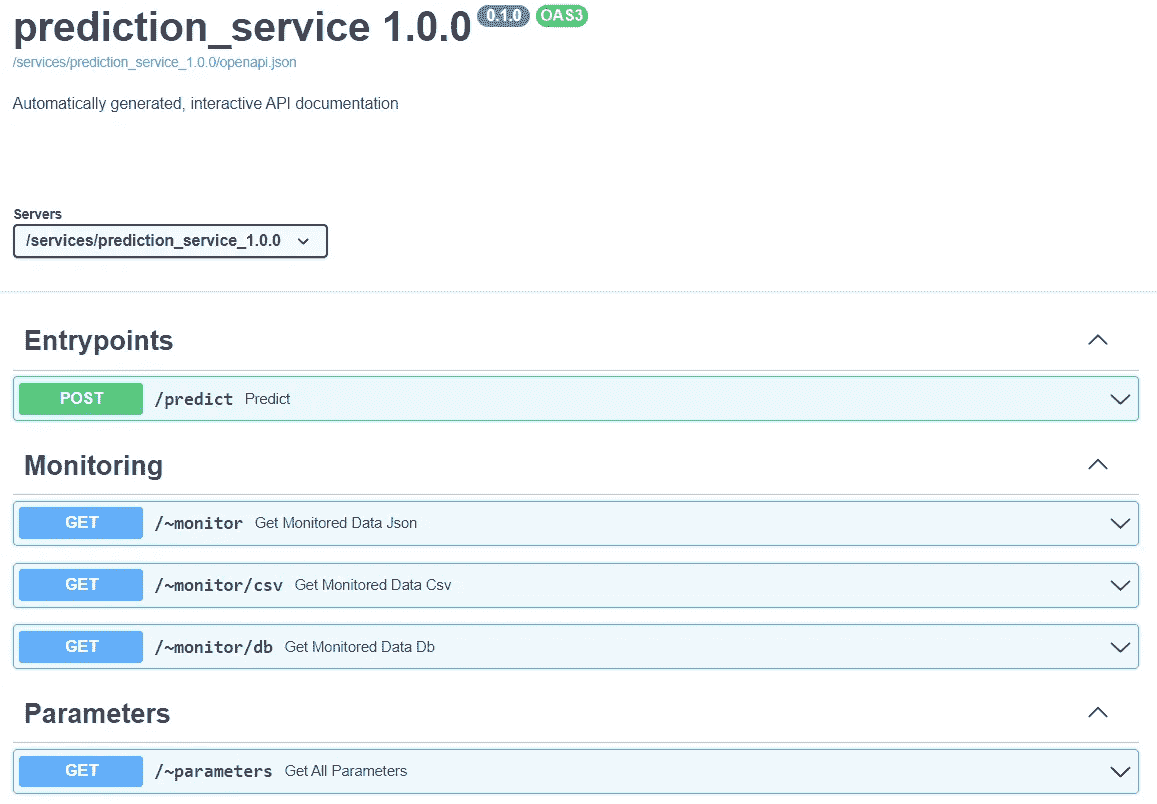 prediction_service 1.0.0 0.1.0 OAS3
/services/prediction_service_1.0.0/openapi.json
Automatically generated, interactive API documentation
Servers
/services/prediction_service_1.0.0
Entrypoints
POST /predict Predict
Monitoring
GET /~monitor Get Monitored Data Json
GET /~monitor/csv Get Monitored Data Csv
GET /~monitor/db Get Monitored Data Db
Parameters
GET /~parameters Get All Parameters